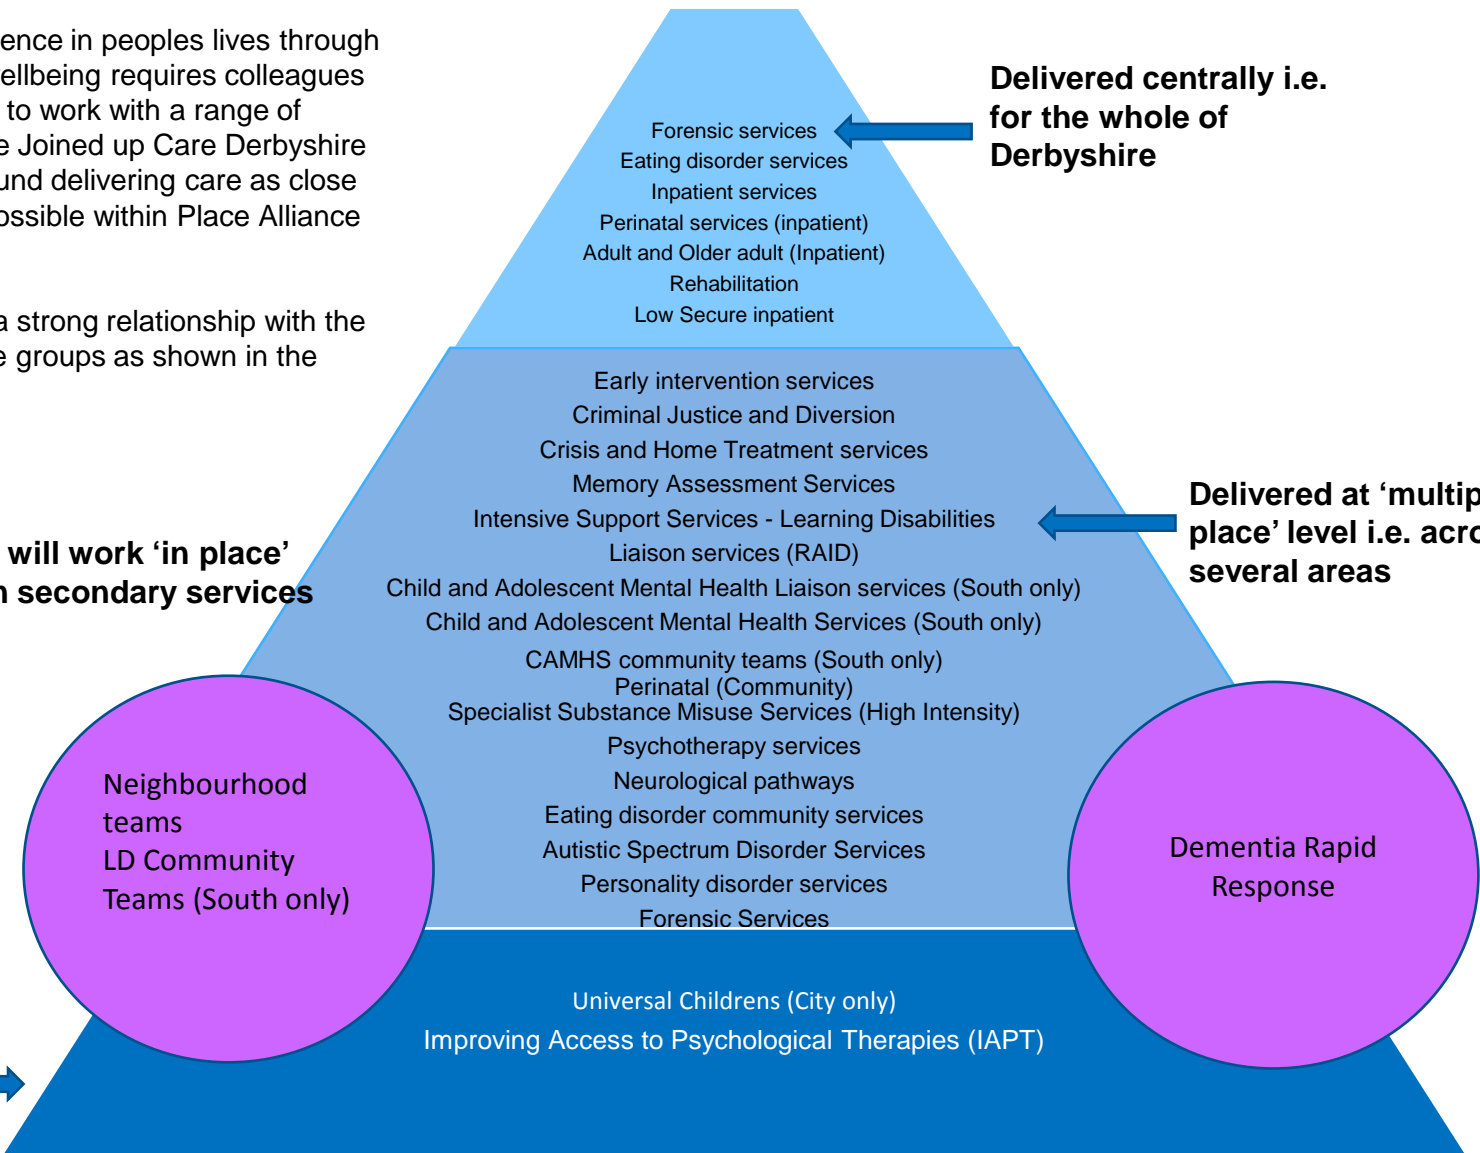 ence in peoples lives through
ellbeing requires colleagues
to work with a range of
e Joined up Care Derbyshire
und delivering care as close
ossible within Place Alliance
a strong relationship with the
e groups as shown in the
Delivered centrally i.e.
for the whole of
Derbyshire
Forensic services
Eating disorder services
Inpatient services
Perinatal services (inpatient)
Adult and Older adult (Inpatient)
Rehabilitation
Low Secure inpatient
Early intervention services
Criminal Justice and Diversion
Crisis and Home Treatment services
Memory Assessment Services
Intensive Support Services - Learning Disabilities
Liaison services (RAID)
Child and Adolescent Mental Health Liaison services (South only)
Child and Adolescent Mental Health Services (South only)
CAMHS community teams (South only)
Perinatal (Community)
Specialist Substance Misuse Services (High Intensity)
Psychotherapy services
Neurological pathways
Eating disorder community services
Autistic Spectrum Disorder Services
Personality disorder services
Forensic Services
Delivered at ‘multip
place’ level i.e. acro
several areas
will work ‘in place’
n secondary services
Neighbourhood
teams
LD Community
Teams (South only)
Dementia Rapid
Response
Universal Childrens (City only)
Improving Access to Psychological Therapies (IAPT)